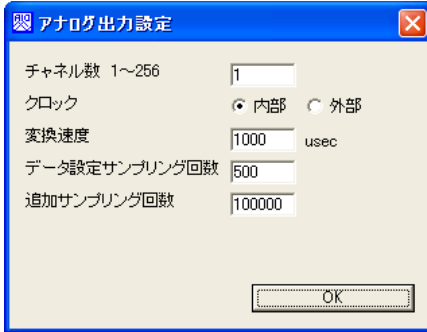 アナログ出力設定
チャネル数 1～256 1
クロック 内部 外部
変換速度 1000 usec
データ設定サンプリング回数 500
追加サンプリング回数 100000
OK